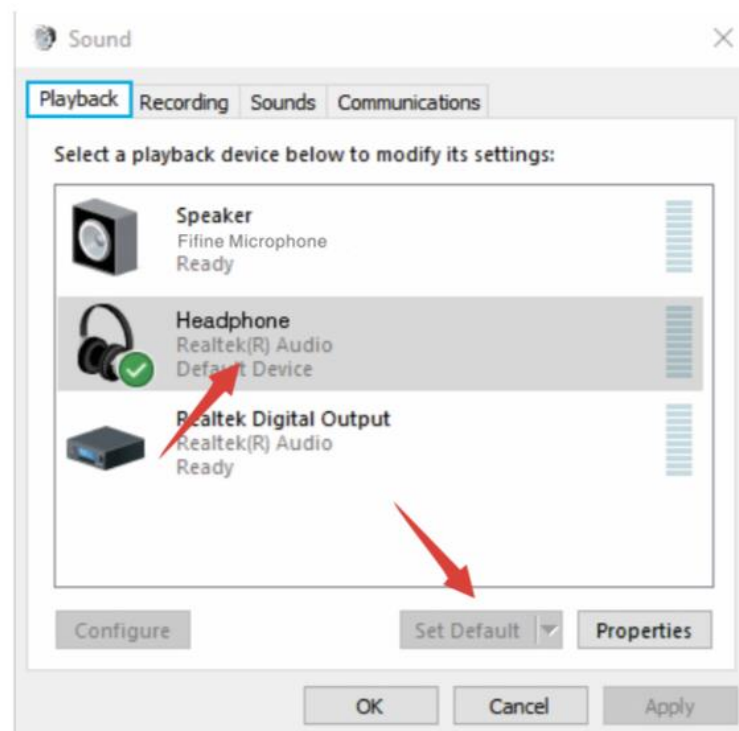 Sound
Playback Recording Sounds Communications
Select a playback device below to modify its settings:
Speaker
Fifine Microphone
Ready
Headphone
Realtek(R) Audio
Default Device
Realtek Digital Output
Realtek(R) Audio
Ready
Configure Set Default Properties
OK Cancel Apply